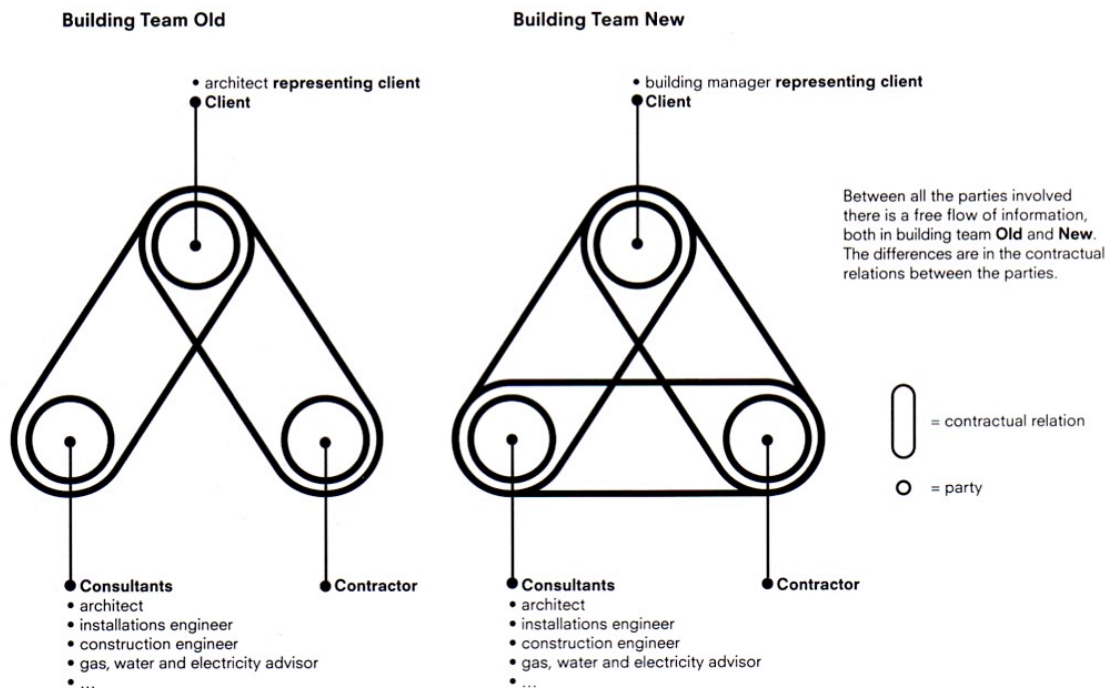 Building Team Old
• architect representing client
Client
Consultants
• architect
• installations engineer
• construction engineer
• gas, water and electricity advisor
• ...
Contractor
Building Team New
• building manager representing client
Client
Consultants
• architect
• installations engineer
• construction engineer
• gas, water and electricity advisor
• ...
Contractor
Between all the parties involved
there is a free flow of information,
both in building team Old and New.
The differences are in the contractual
relations between the parties.
= contractual relation
= party